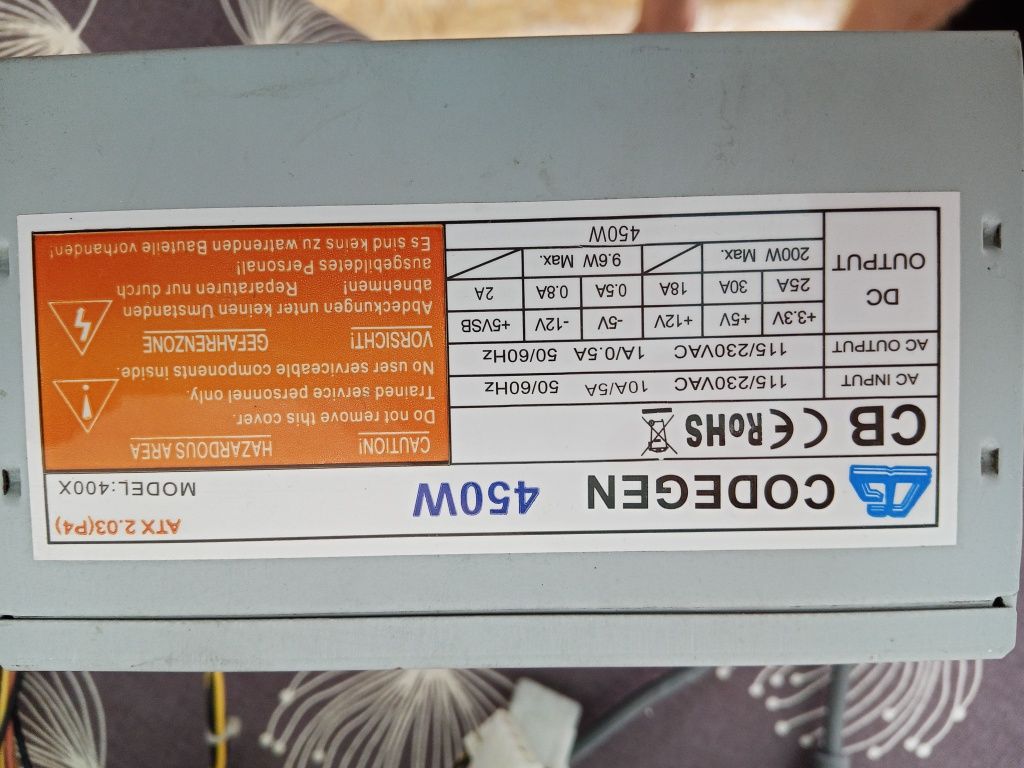 CODEGEN 450W
ATX 2.03(P4)
MODEL:400X
CB CE RoHS
AC INPUT 115/230VAC 10A/5A 50/60Hz
AC OUTPUT 115/230VAC 1A/0.5A 50/60Hz
DC OUTPUT
+3.3V +5V +12V -5V -12V +5VSB
25A 30A 18A 0.5A 0.8A 2A
200W Max. 9.6W Max.
450W
CAUTION! HAZARDOUS AREA
Do not remove this cover.
Trained service personnel only.
No user serviceable components inside.
VORSICHT! GEFAHRENZONE
Abdeckungen unter keinen Umstanden
abnehmen! Reparaturen nur durch
ausgebildetes Personal!
Es sind keins zu watrenden Bauteile vorhanden!